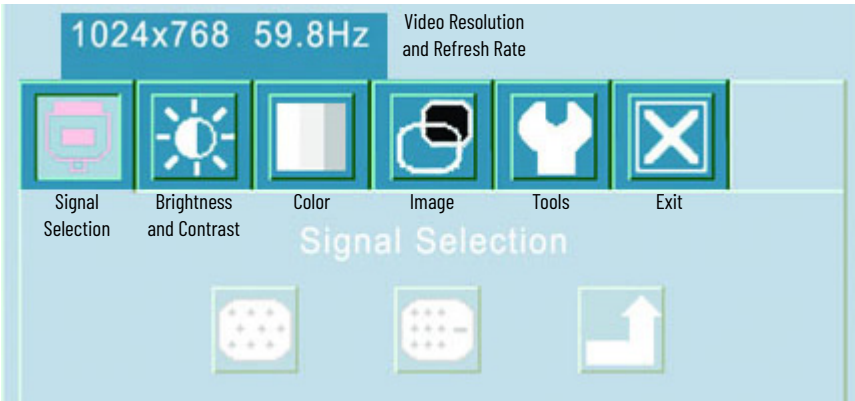 1024x768 59.8Hz
Video Resolution
and Refresh Rate
Signal
Selection
Brightness
and Contrast
Color
Image
Tools
Exit
Signal Selection